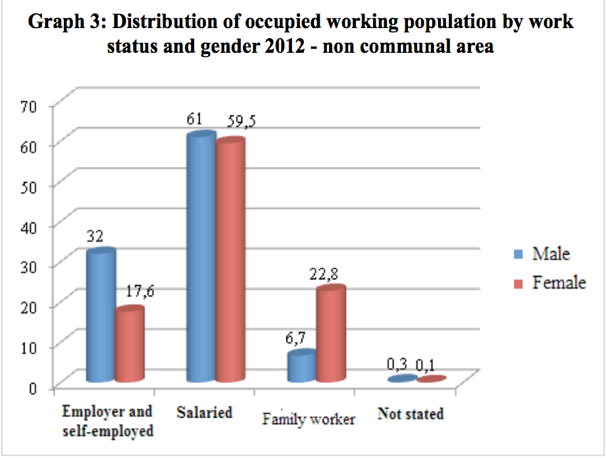 Graph 3: Distribution of occupied working population by work
status and gender 2012 - non communal area
70
60
50
40
30
20
10
0
32
17,6
61
59,5
6,7
22,8
0,3
0,1
Employer and
self-employed
Salaried
Family worker
Not stated
Male
Female